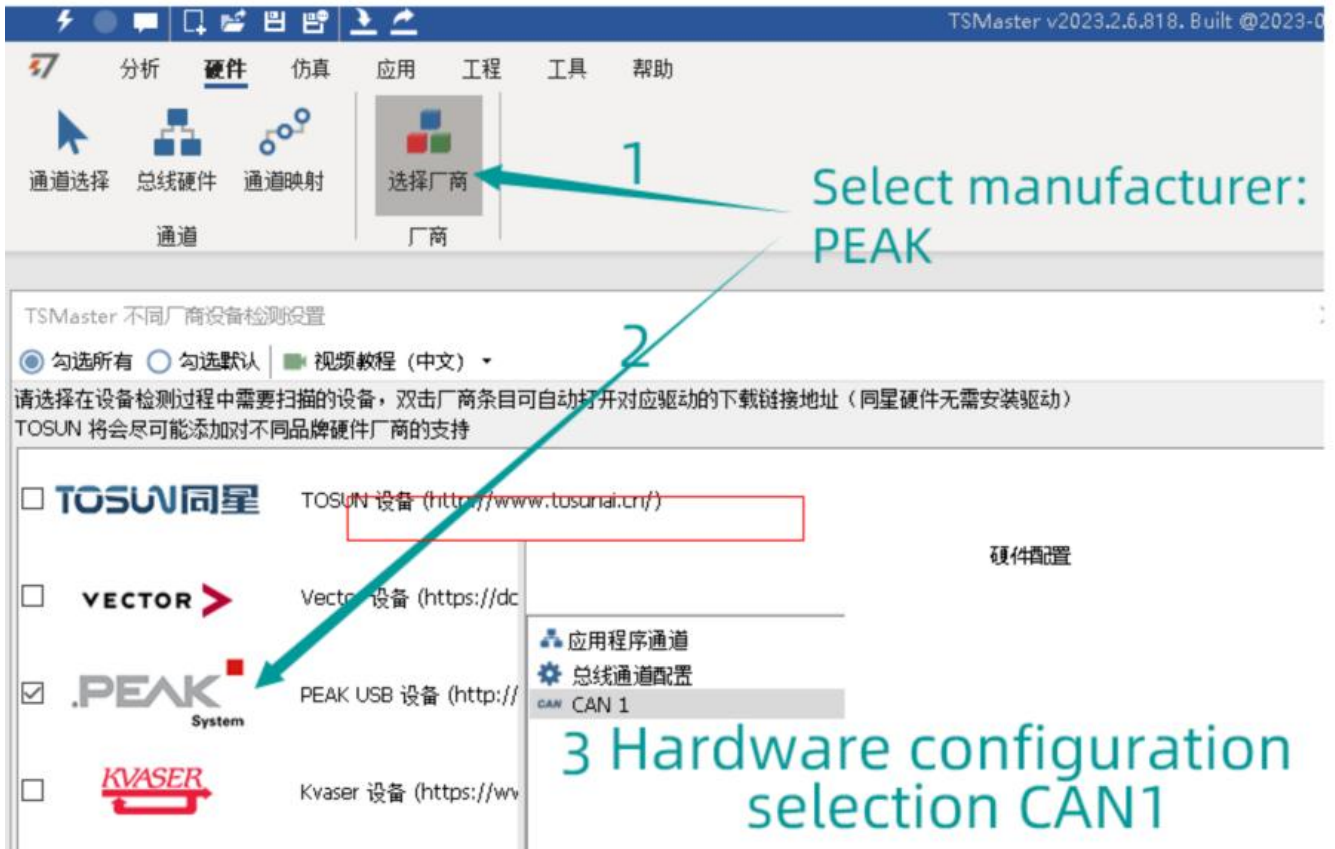 TSMaster v2023.2.6.818. Built @2023-0
分析 硬件 仿真 应用 工程 工具 帮助
通道选择 总线硬件 通道映射 选择厂商
通道 厂商
1
Select manufacturer:
PEAK
TSMaster 不同厂商设备检测设置
2
勾选所有 勾选默认 视频教程（中文）
请选择在设备检测过程中需要扫描的设备，双击厂商条目可自动打开对应驱动的下载链接地址（同星硬件无需安装驱动）
TOSUN 将会尽可能添加对不同品牌硬件厂商的支持
TOSUN同星 TOSUN 设备 (http://www.tosunai.cn/)
硬件配置
VECTOR Vector 设备 (https://dc
应用程序通道
总线通道配置
.PEAK System PEAK USB 设备 (http://
CAN CAN 1
3 Hardware configuration
selection CAN1
KVASER Kvaser 设备 (https://wv